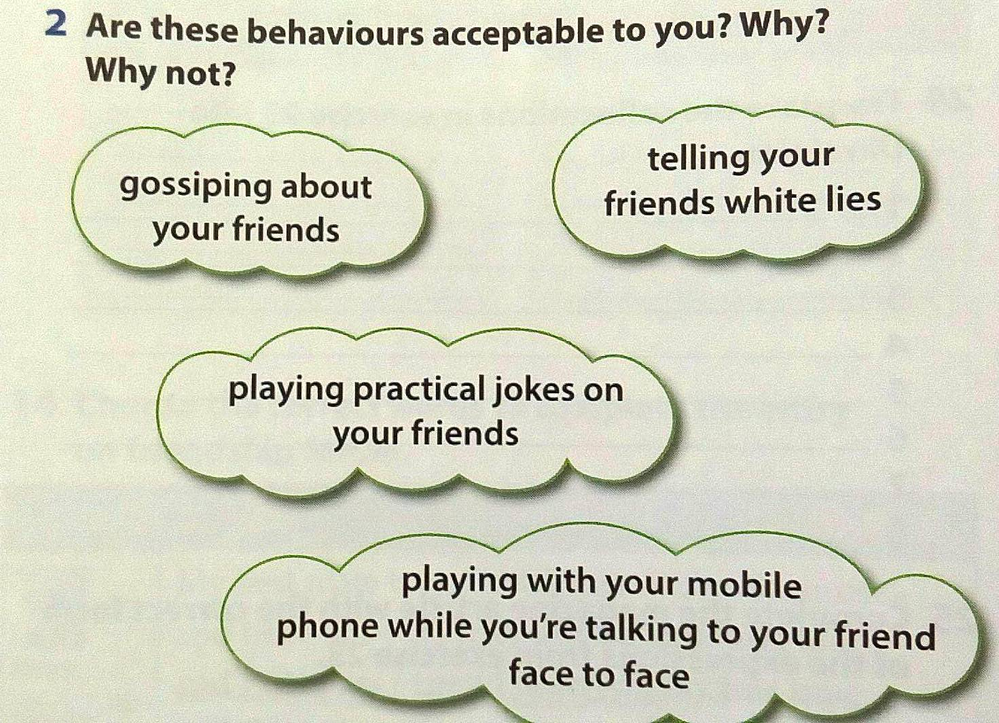 2 Are these behaviours acceptable to you? Why?
Why not?
gossiping about
your friends
telling your
friends white lies
playing practical jokes on
your friends
playing with your mobile
phone while you're talking to your friend
face to face